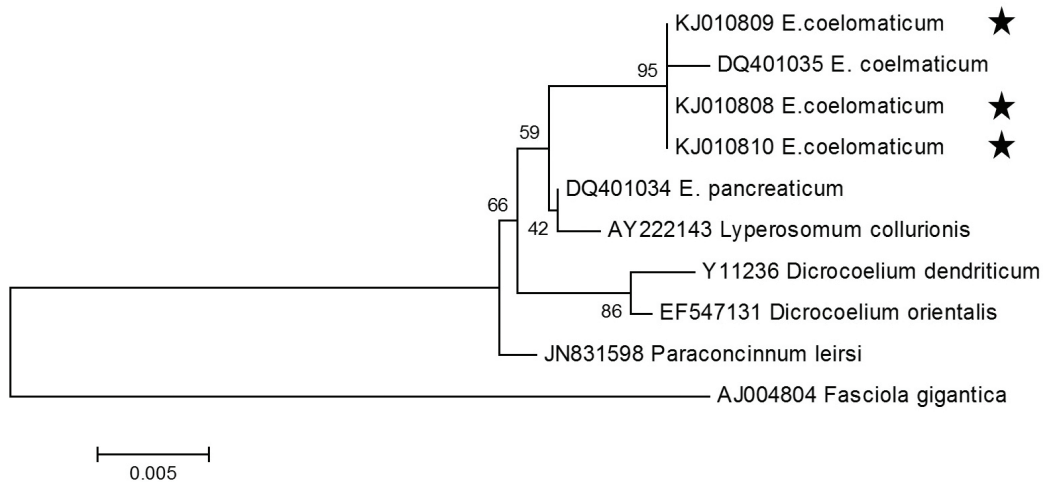 KJ010809 E.coelomaticum
95
DQ401035 E. coelmaticum
KJ010808 E.coelomaticum
59
KJ010810 E.coelomaticum
DQ401034 E. pancreaticum
66
42
AY222143 Lyperosomum collurionis
Y11236 Dicrocoelium dendriticum
86
EF547131 Dicrocoelium orientalis
JN831598 Paraconcinnum leirsi
AJ004804 Fasciola gigantica
0.005